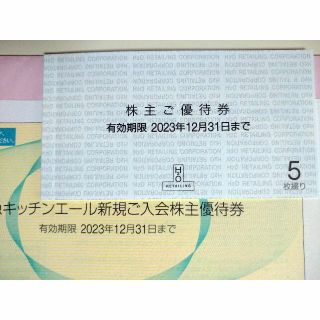 H2O RETAILING CORPORATION
株主ご優待券
有効期限 2023年12月31日まで
H2O
RETAILING
5
枚綴り
キッチンエール新規ご入会株主優待券
有効期限 2023年12月31日まで